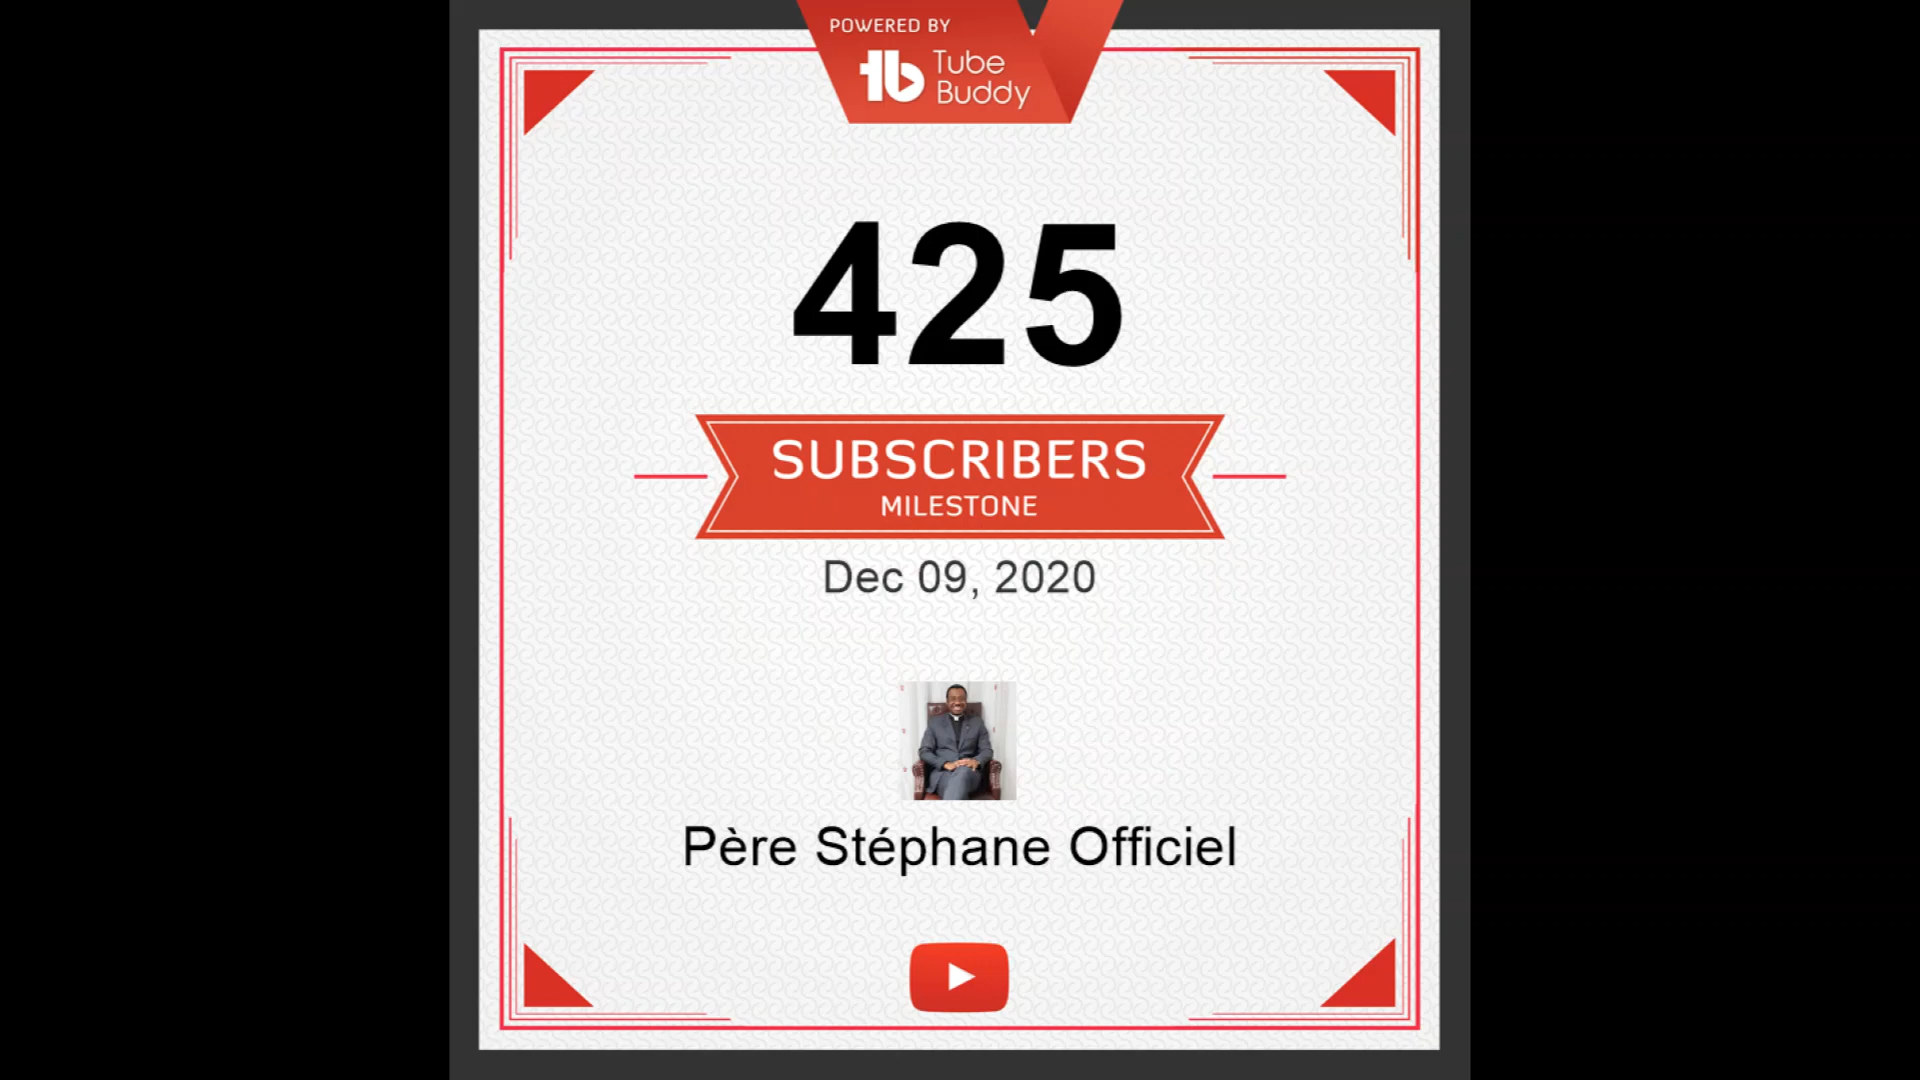 POWERED BY
Tube
Buddy
425
SUBSCRIBERS
MILESTONE
Dec 09, 2020
Père Stéphane Officiel